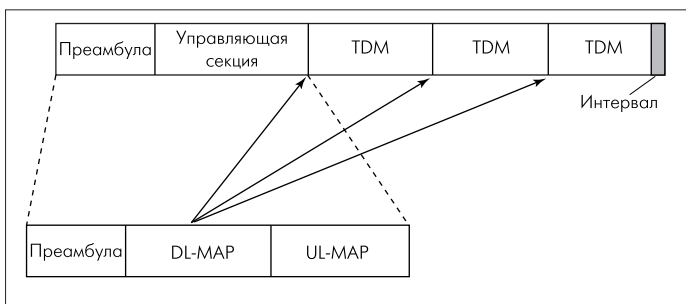 Преамбула
Управляющая
секция
TDM
TDM
TDM
Интервал
Преамбула
DL-MAP
UL-MAP